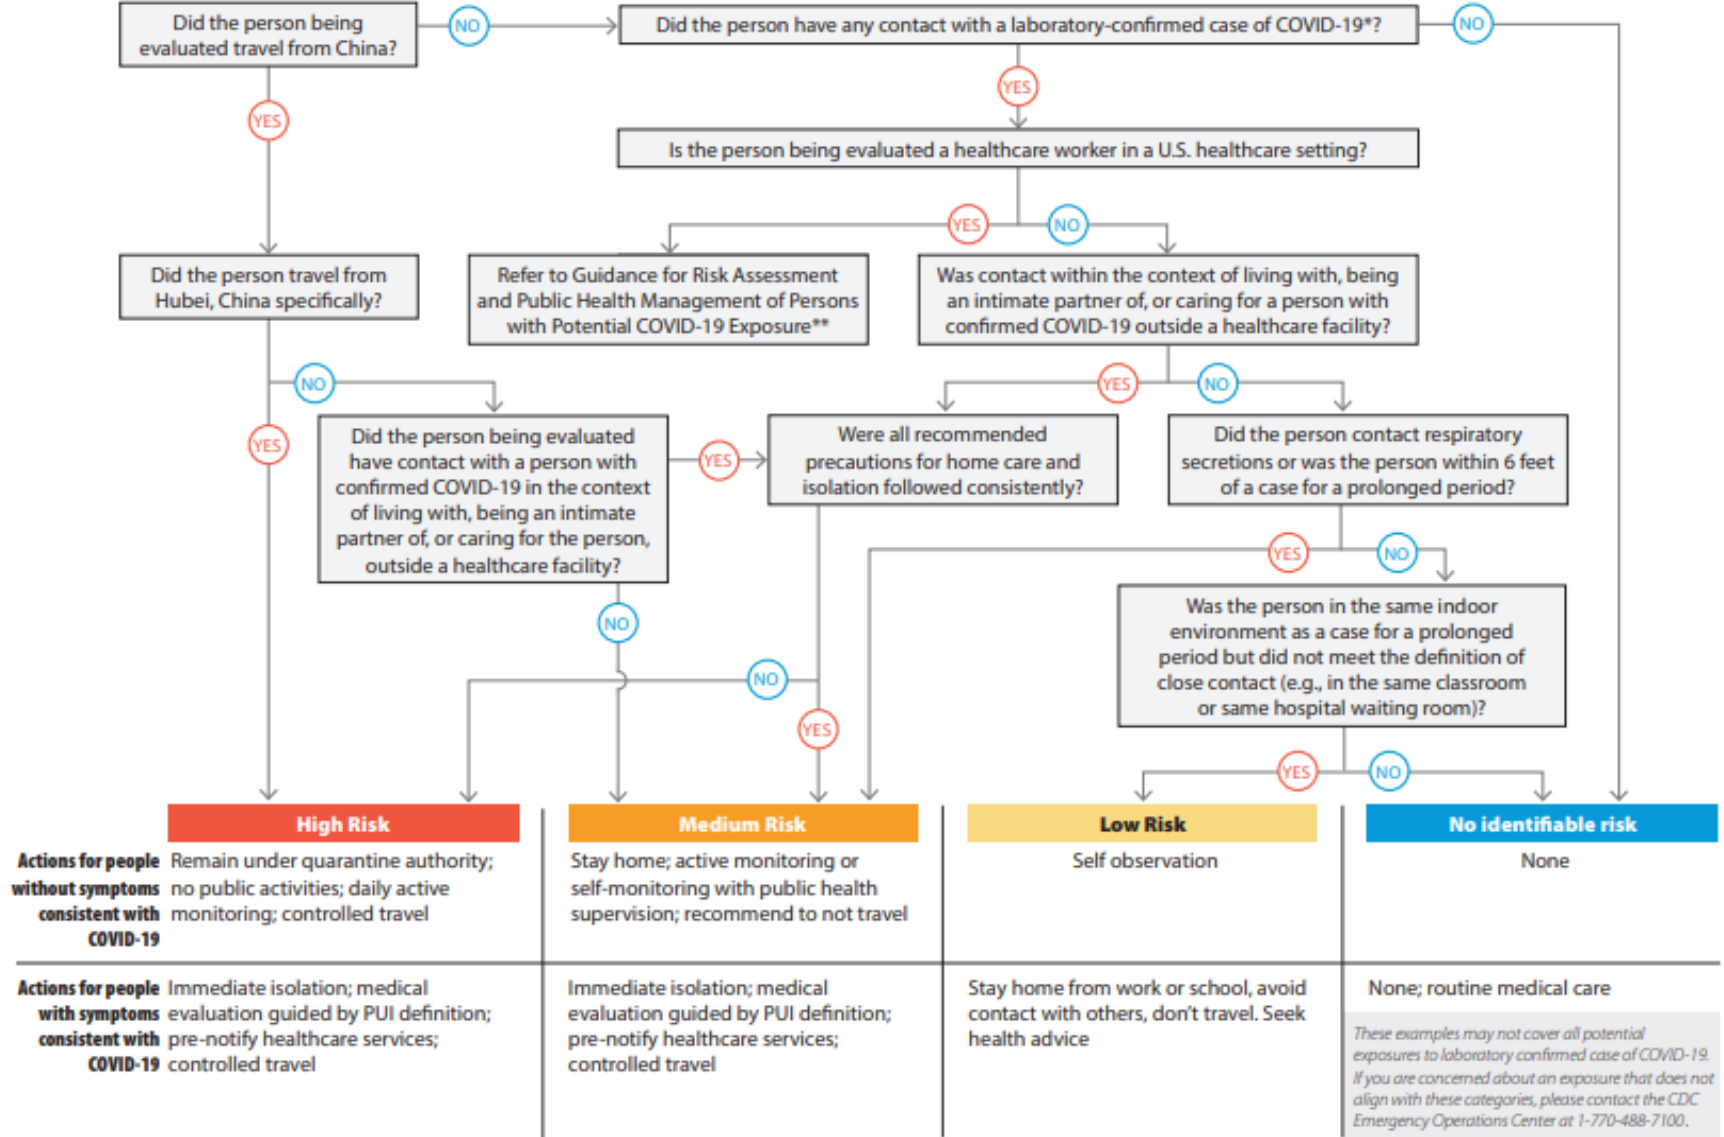 Did the person being
evaluated travel from China?
NO
Did the person have any contact with a laboratory-confirmed case of COVID-19*?
NO
YES
YES
Is the person being evaluated a healthcare worker in a U.S. healthcare setting?
YES
NO
Did the person travel from
Hubei, China specifically?
Refer to Guidance for Risk Assessment
and Public Health Management of Persons
with Potential COVID-19 Exposure**
Was contact within the context of living with, being
an intimate partner of, or caring for a person with
confirmed COVID-19 outside a healthcare facility?
NO
YES
NO
YES
Did the person being evaluated
have contact with a person with
confirmed COVID-19 in the context
of living with, being an intimate
partner of, or caring for the person,
outside a healthcare facility?
YES
Were all recommended
precautions for home care and
isolation followed consistently?
Did the person contact respiratory
secretions or was the person within 6 feet
of a case for a prolonged period?
YES
NO
NO
Was the person in the same indoor
environment as a case for a prolonged
period but did not meet the definition of
close contact (e.g., in the same classroom
or same hospital waiting room)?
NO
YES
YES
NO
High Risk
Medium Risk
Low Risk
No identifiable risk
Actions for people
without symptoms
consistent with
COVID-19
Remain under quarantine authority;
no public activities; daily active
monitoring; controlled travel
Stay home; active monitoring or
self-monitoring with public health
supervision; recommend to not travel
Self observation
None
Actions for people
with symptoms
consistent with
COVID-19
Immediate isolation; medical
evaluation guided by PUI definition;
pre-notify healthcare services;
controlled travel
Immediate isolation; medical
evaluation guided by PUI definition;
pre-notify healthcare services;
controlled travel
Stay home from work or school, avoid
contact with others, don't travel. Seek
health advice
None; routine medical care
These examples may not cover all potential
exposures to laboratory confirmed case of COVID-19.
If you are concerned about an exposure that does not
align with these categories, please contact the CDC
Emergency Operations Center at 1-770-488-7100.